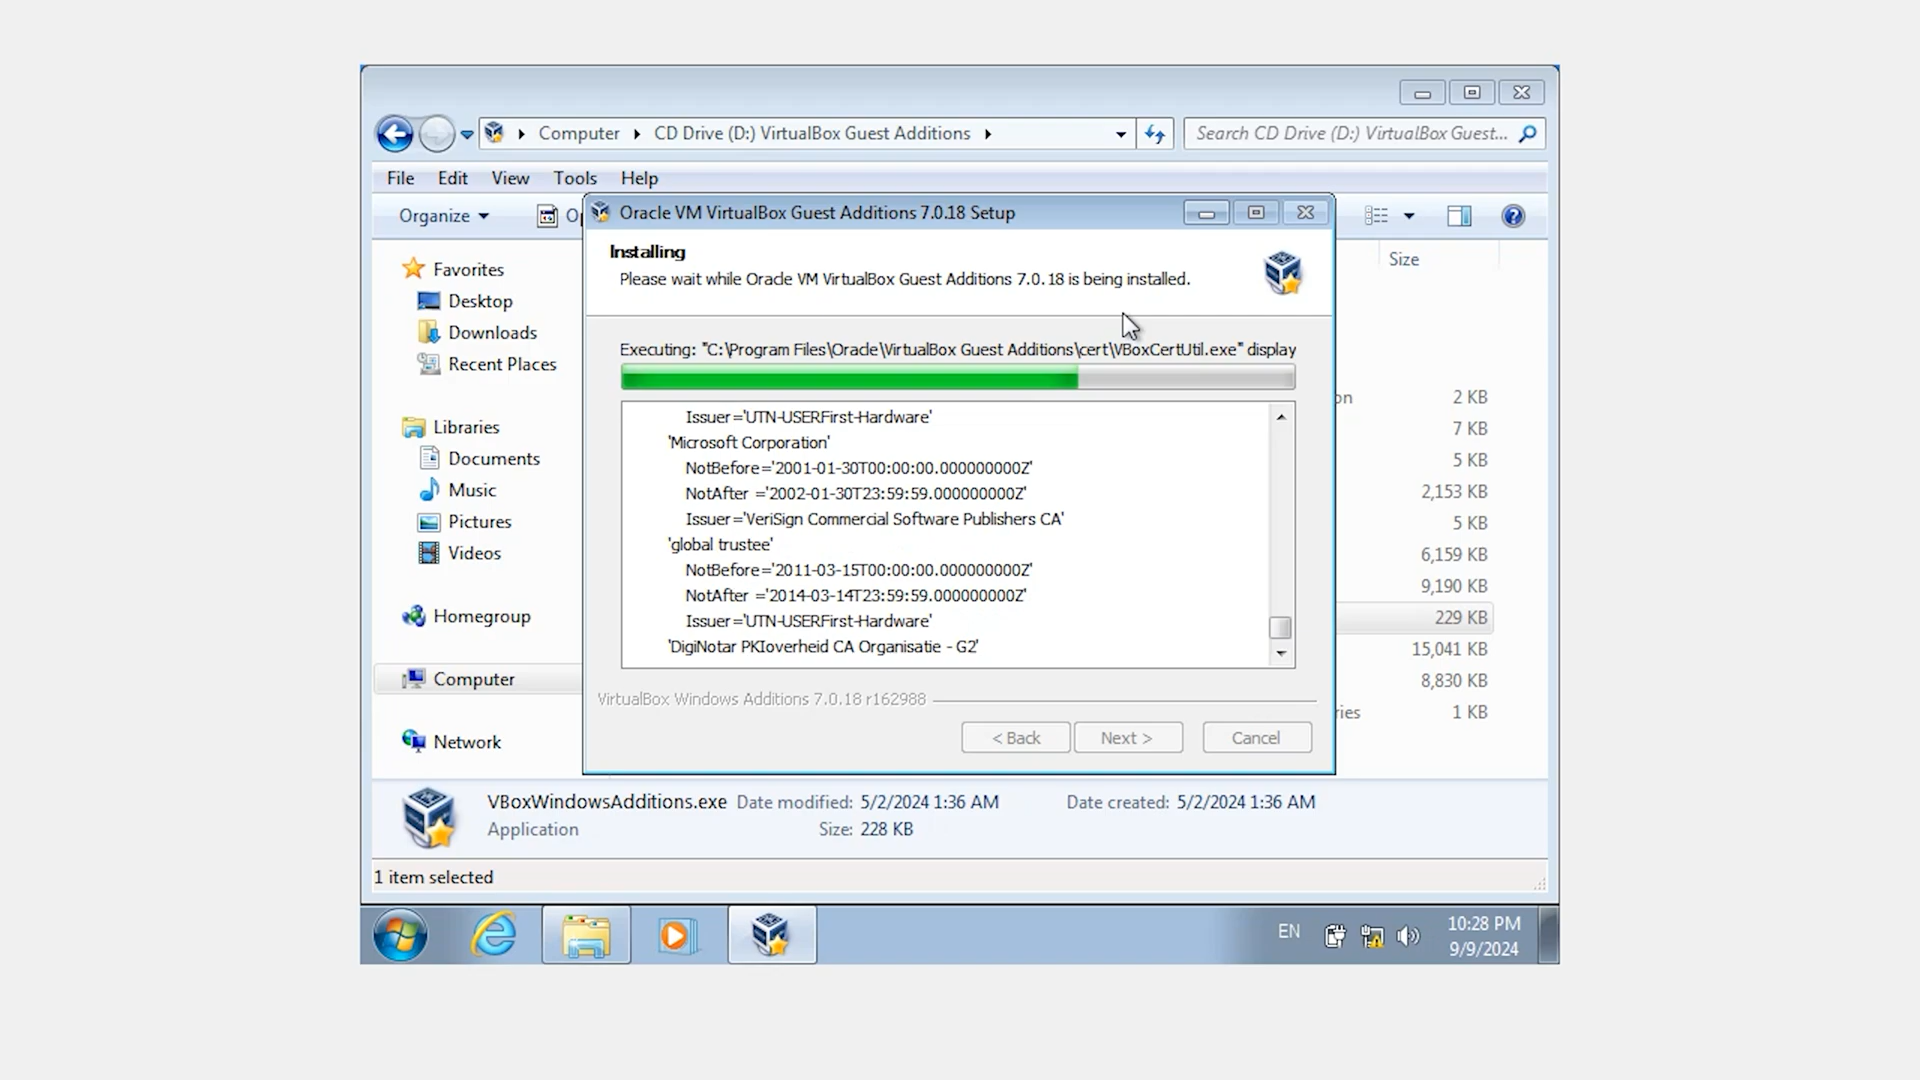 Computer
CD Drive (D:) VirtualBox Guest Additions
Search CD Drive (D:) VirtualBox Guest...
File Edit View Tools Help
Organize
Oracle VM VirtualBox Guest Additions 7.0.18 Setup
Installing
Please wait while Oracle VM VirtualBox Guest Additions 7.0.18 is being installed.
Executing: "C:\Program Files\Oracle\VirtualBox Guest Additions\cert\VBoxCertUtil.exe" display
Issuer='UTN-USERFirst-Hardware'
'Microsoft Corporation'
NotBefore='2001-01-30T00:00:00.000000000Z'
NotAfter ='2002-01-30T23:59:59.000000000Z'
Issuer='VeriSign Commercial Software Publishers CA'
'global trustee'
NotBefore='2011-03-15T00:00:00.000000000Z'
NotAfter ='2014-03-14T23:59:59.000000000Z'
Issuer='UTN-USERFirst-Hardware'
'DigiNotar PKIoverheid CA Organisatie - G2'
VirtualBox Windows Additions 7.0.18 r162988
< Back
Next >
Cancel
Favorites
Desktop
Downloads
Recent Places
Libraries
Documents
Music
Pictures
Videos
Homegroup
Computer
Network
Size
2 KB
7 KB
5 KB
2,153 KB
5 KB
6,159 KB
9,190 KB
229 KB
15,041 KB
8,830 KB
1 KB
VBoxWindowsAdditions.exe Date modified: 5/2/2024 1:36 AM Date created: 5/2/2024 1:36 AM
Application Size: 228 KB
1 item selected
EN
10:28 PM
9/9/2024